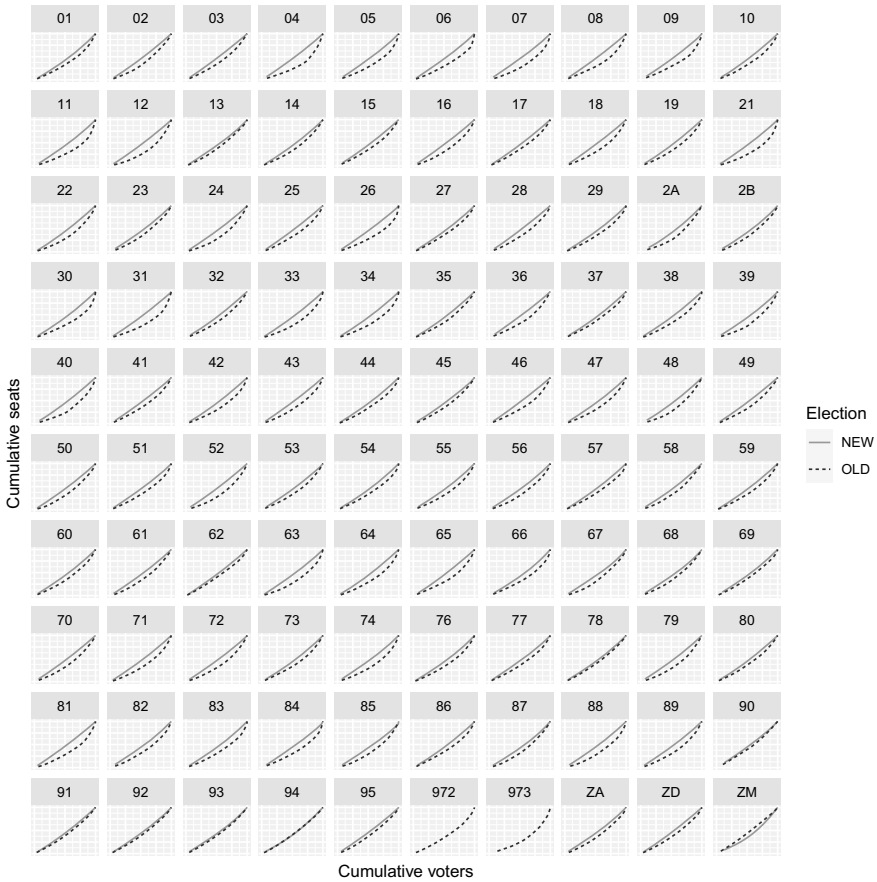 01 02 03 04 05 06 07 08 09 10
11 12 13 14 15 16 17 18 19 21
22 23 24 25 26 27 28 29 2A 2B
30 31 32 33 34 35 36 37 38 39
Cumulative seats
40 41 42 43 44 45 46 47 48 49
Election
NEW
OLD
50 51 52 53 54 55 56 57 58 59
60 61 62 63 64 65 66 67 68 69
70 71 72 73 74 76 77 78 79 80
81 82 83 84 85 86 87 88 89 90
91 92 93 94 95 972 973 ZA ZD ZM
Cumulative voters